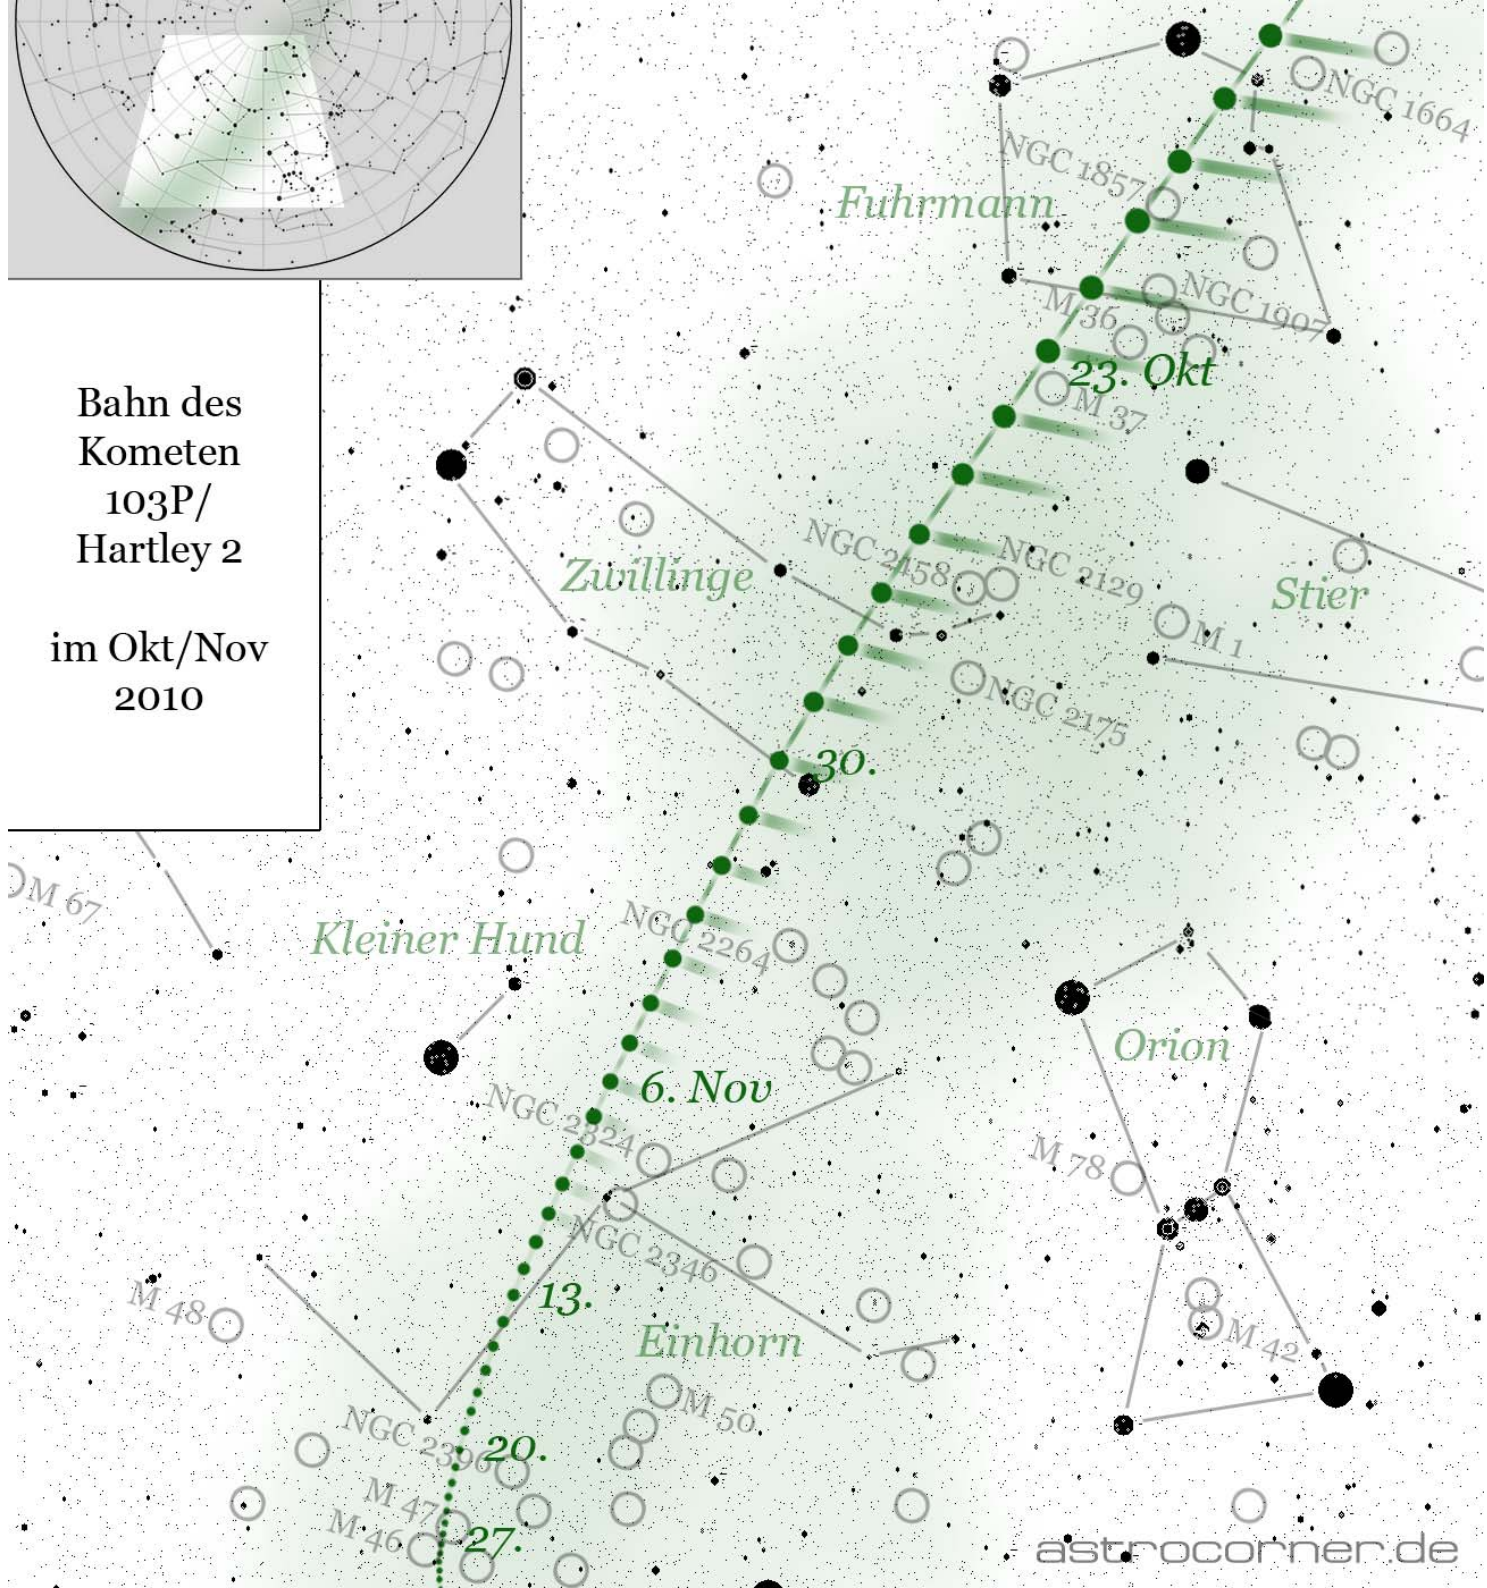 Bahn des
Kometen
103P/
Hartley 2
im Okt/Nov
2010
NGC 1664
NGC 1857
Fuhrmann
NGC 1907
M 36
23. Okt
M 37
NGC 2158
NGC 2129
Zwillinge
Stier
M 1
NGC 2175
30.
M 67
Kleiner Hund
NGC 2264
Orion
6. Nov
NGC 2324
M 78
NGC 2346
13.
M 48
Einhorn
M 42
M 50
NGC 2396
20.
M 47
M 46
27.
astrocorner.de